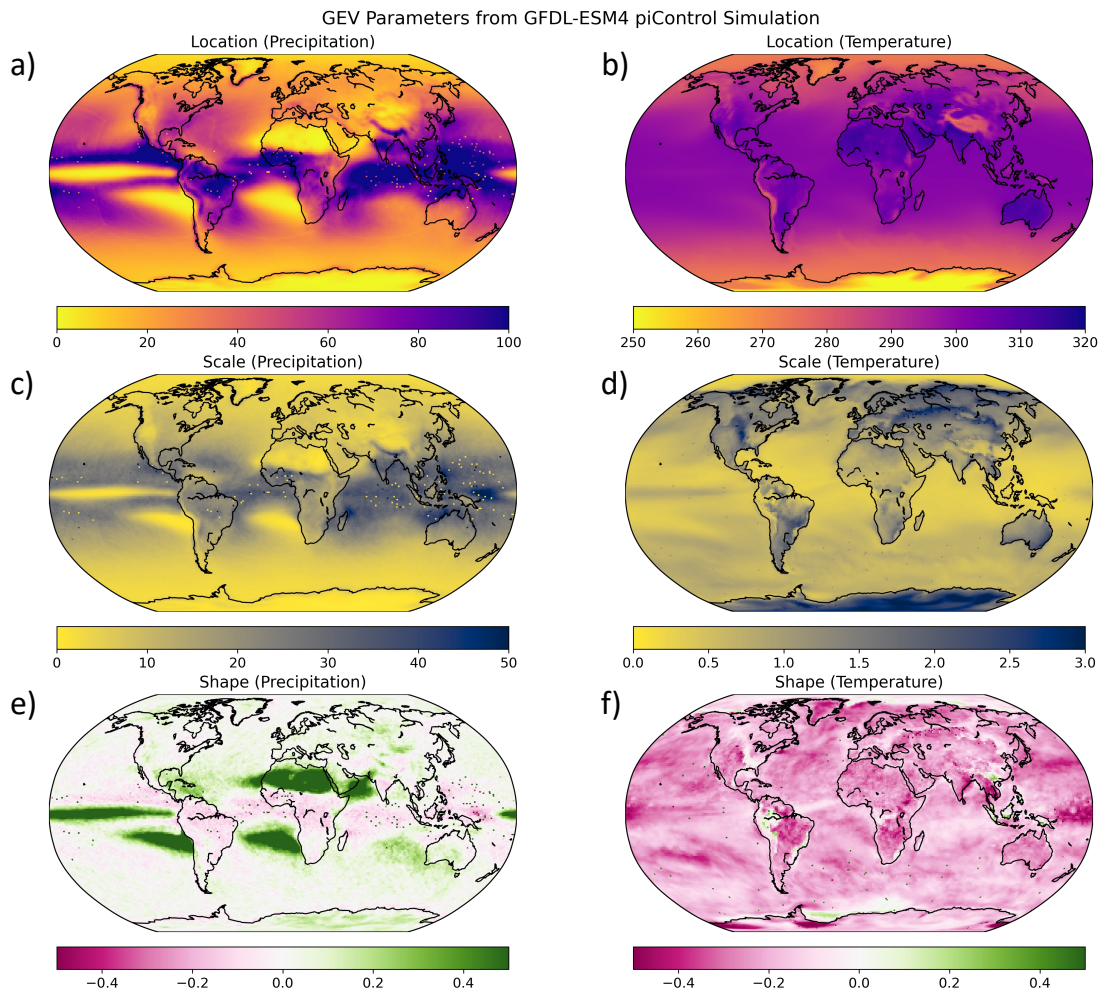 GEV Parameters from GFDL-ESM4 piControl Simulation
a)
Location (Precipitation)
b)
Location (Temperature)
0 20 40 60 80 100
250 260 270 280 290 300 310 320
c)
Scale (Precipitation)
d)
Scale (Temperature)
0 10 20 30 40 50
0.0 0.5 1.0 1.5 2.0 2.5 3.0
e)
Shape (Precipitation)
f)
Shape (Temperature)
−0.4 −0.2 0.0 0.2 0.4
−0.4 −0.2 0.0 0.2 0.4